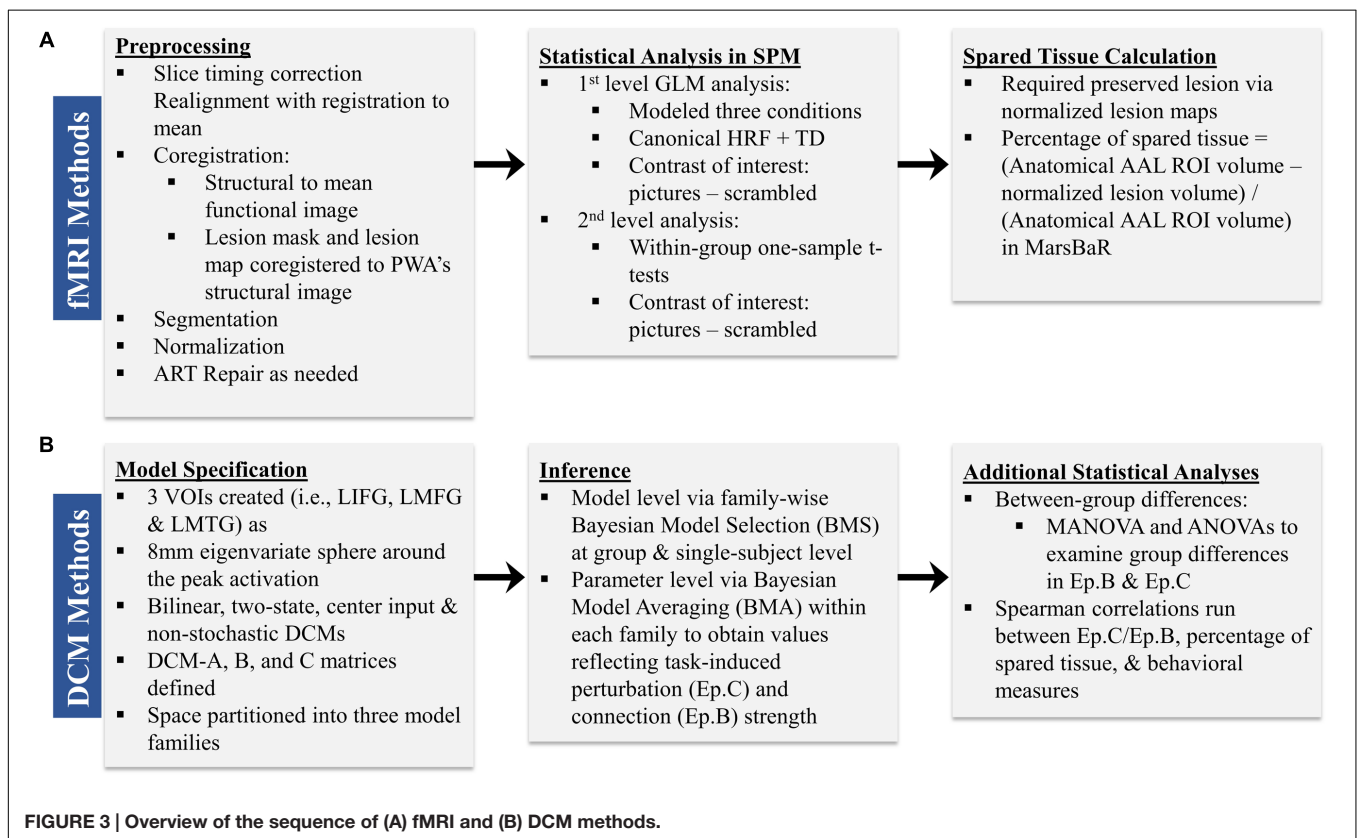 A
fMRI Methods
Preprocessing
▪ Slice timing correction
Realignment with registration to
mean
▪ Coregistration:
▪ Structural to mean
functional image
▪ Lesion mask and lesion
map coregistered to PWA's
structural image
▪ Segmentation
▪ Normalization
▪ ART Repair as needed
Statistical Analysis in SPM
▪ 1st level GLM analysis:
▪ Modeled three conditions
▪ Canonical HRF + TD
▪ Contrast of interest:
pictures – scrambled
▪ 2nd level analysis:
▪ Within-group one-sample t-
tests
▪ Contrast of interest:
pictures – scrambled
Spared Tissue Calculation
▪ Required preserved lesion via
normalized lesion maps
▪ Percentage of spared tissue =
(Anatomical AAL ROI volume –
normalized lesion volume) /
(Anatomical AAL ROI volume)
in MarsBaR
B
DCM Methods
Model Specification
▪ 3 VOIs created (i.e., LIFG, LMFG
& LMTG) as
▪ 8mm eigenvariate sphere around
the peak activation
▪ Bilinear, two-state, center input &
non-stochastic DCMs
▪ DCM-A, B, and C matrices
defined
▪ Space partitioned into three model
families
Inference
▪ Model level via family-wise
Bayesian Model Selection (BMS)
at group & single-subject level
▪ Parameter level via Bayesian
Model Averaging (BMA) within
each family to obtain values
reflecting task-induced
perturbation (Ep.C) and
connection (Ep.B) strength
Additional Statistical Analyses
▪ Between-group differences:
▪ MANOVA and ANOVAs to
examine group differences
in Ep.B & Ep.C
▪ Spearman correlations run
between Ep.C/Ep.B, percentage of
spared tissue, & behavioral
measures
FIGURE 3 | Overview of the sequence of (A) fMRI and (B) DCM methods.